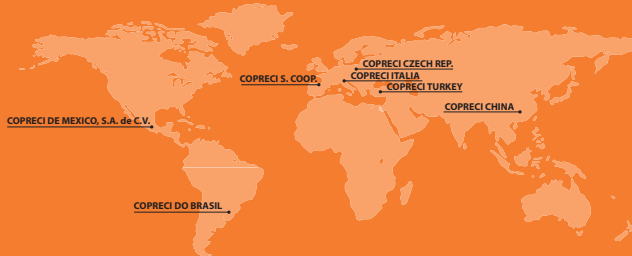 COPRECI CZECH REP.
COPRECI ITALIA
COPRECI S. COOP.
COPRECI TURKEY
COPRECI CHINA
COPRECI DE MEXICO, S.A. de C.V.
COPRECI DO BRASIL